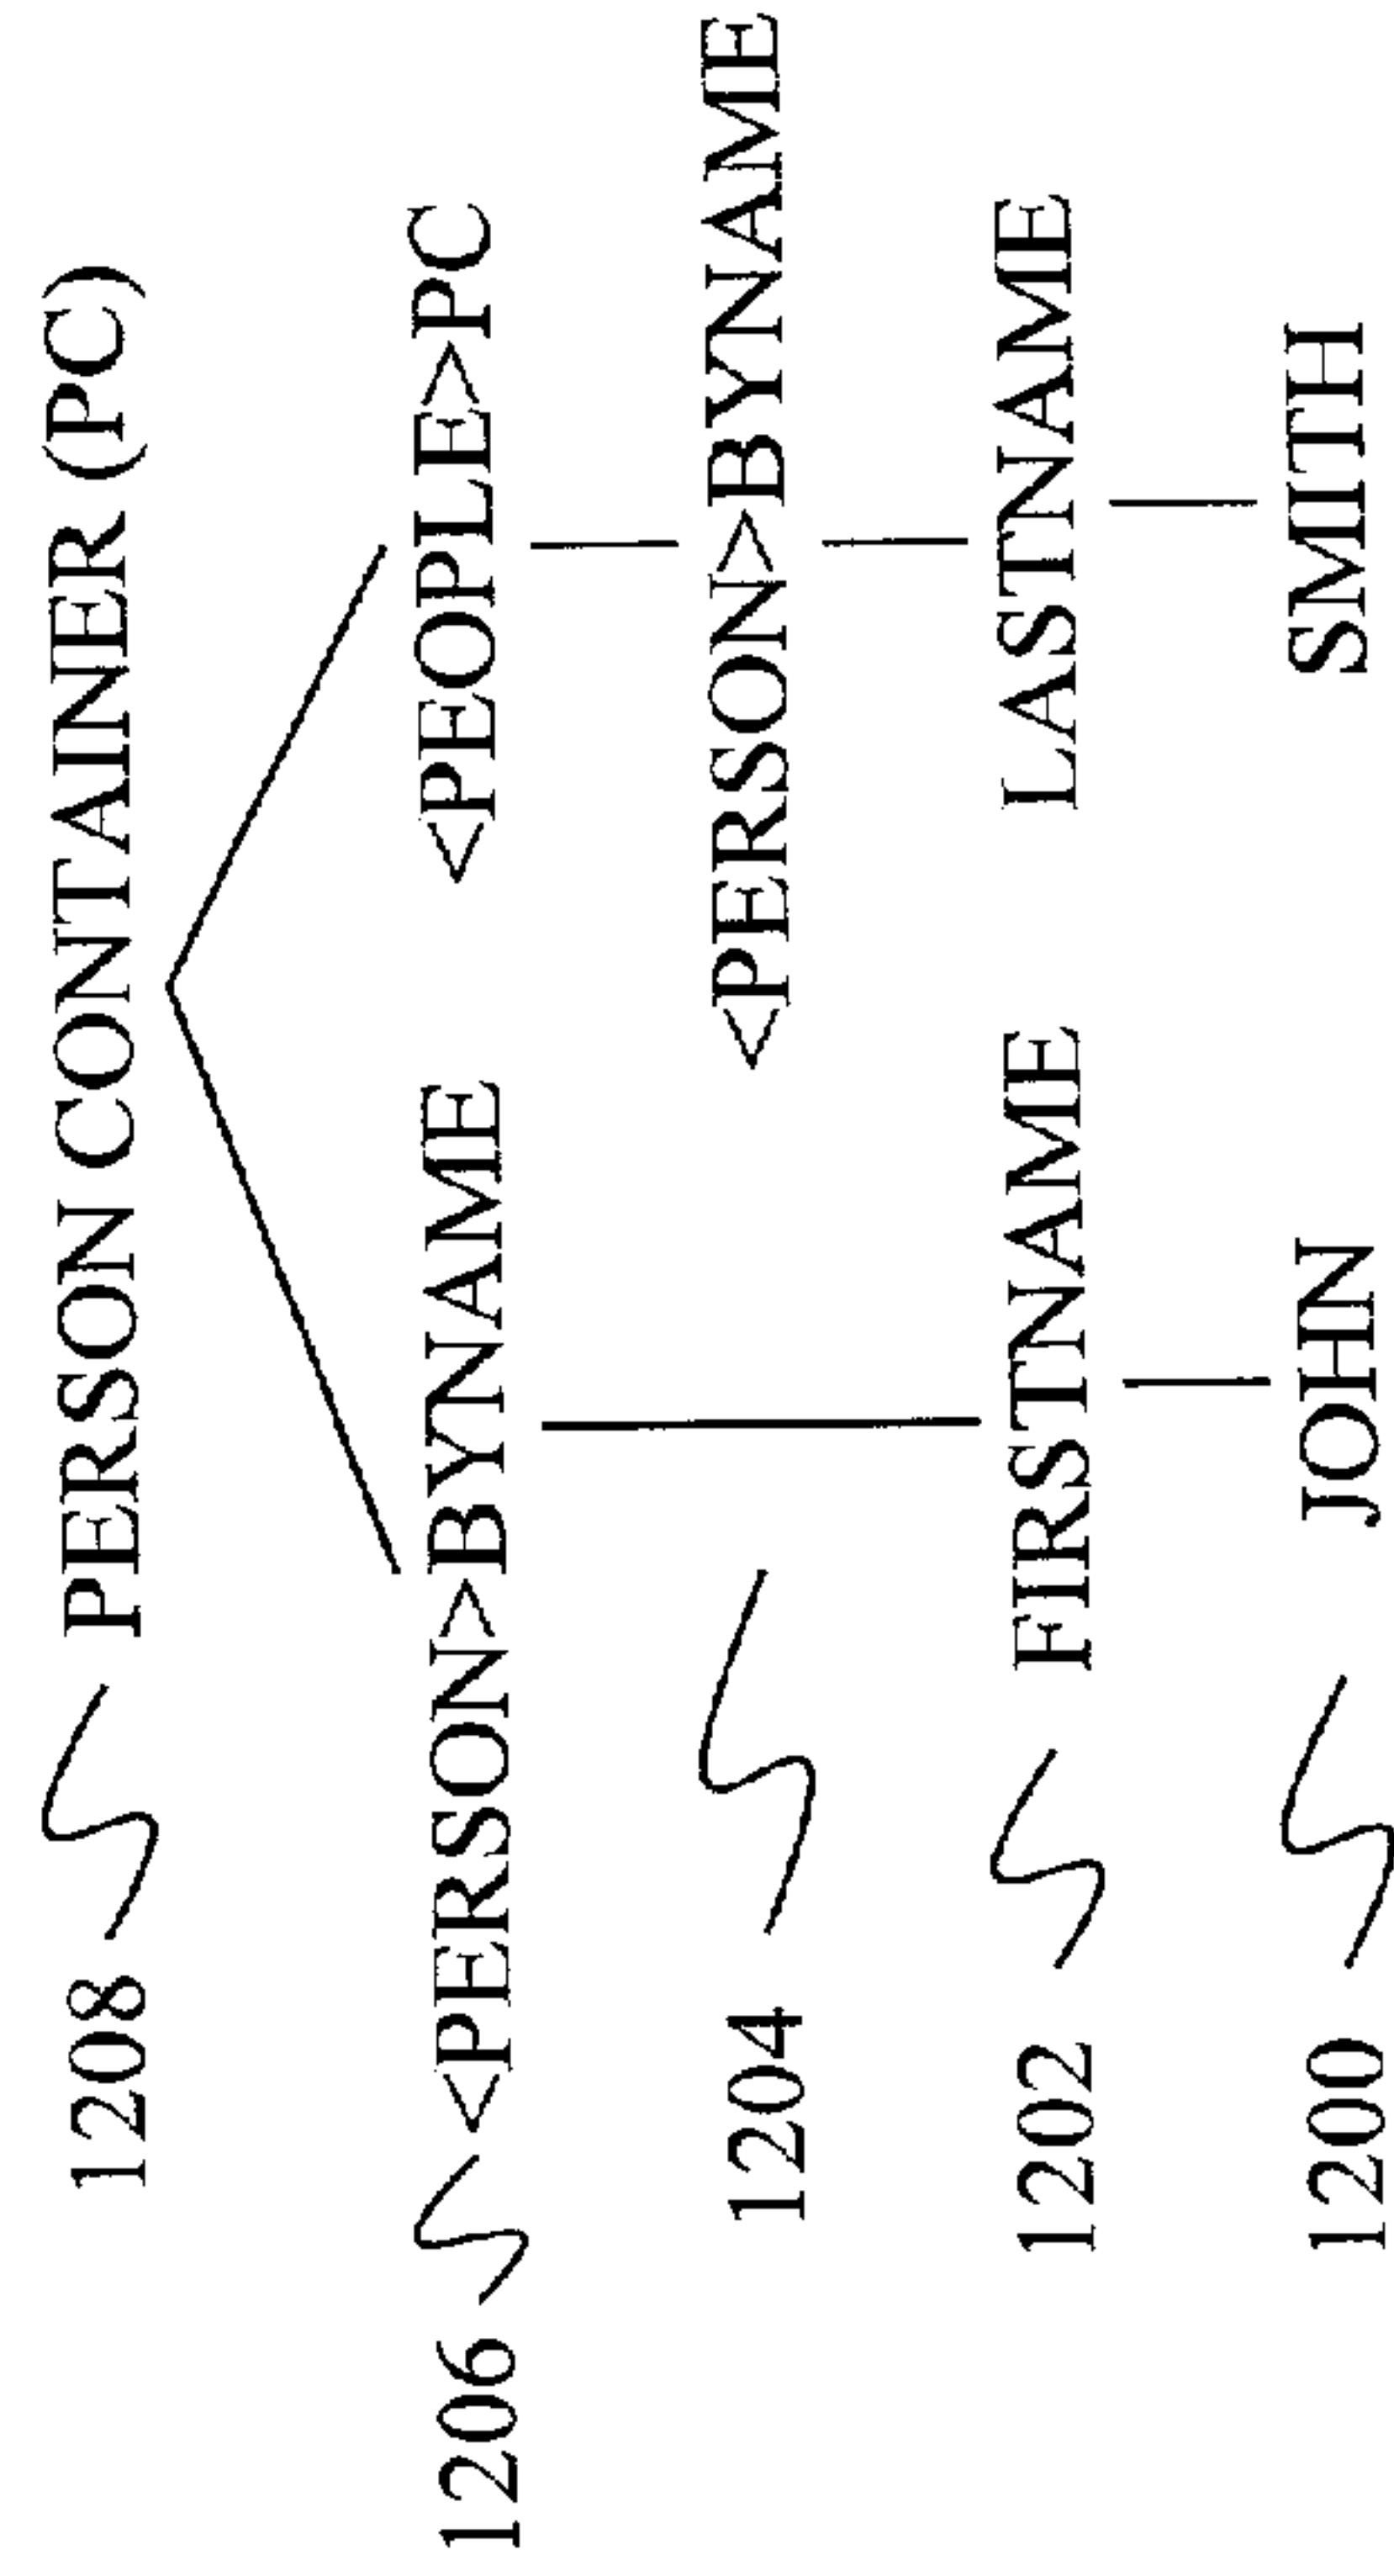 1208 PERSON CONTAINER (PC)
1206 <PERSON>BYNAME <PEOPLE>PC
1204 <PERSON>BYNAME
1202 FIRSTNAME LASTNAME
1200 JOHN SMITH